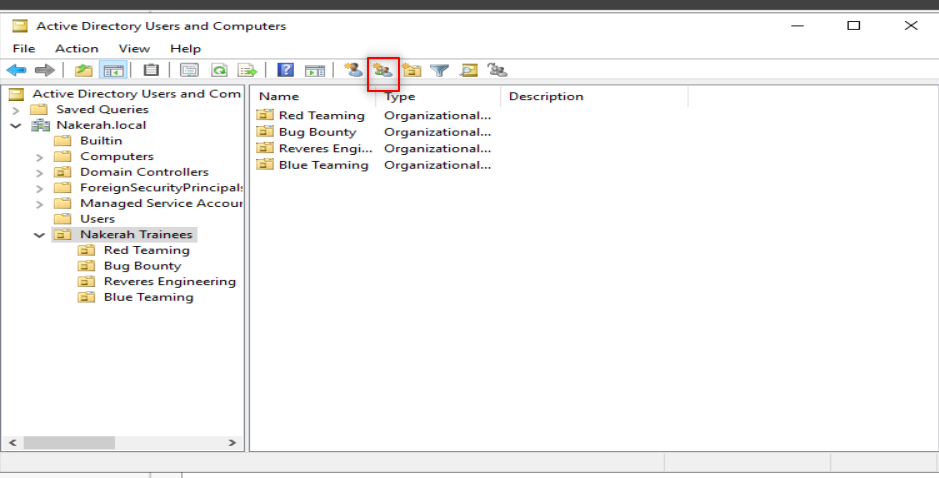 Active Directory Users and Computers
File Action View Help
Active Directory Users and Com
Saved Queries
Nakerah.local
Builtin
Computers
Domain Controllers
ForeignSecurityPrincipals
Managed Service Accour
Users
Nakerah Trainees
Red Teaming
Bug Bounty
Reveres Engineering
Blue Teaming
Name Type Description
Red Teaming Organizational...
Bug Bounty Organizational...
Reveres Engi... Organizational...
Blue Teaming Organizational...